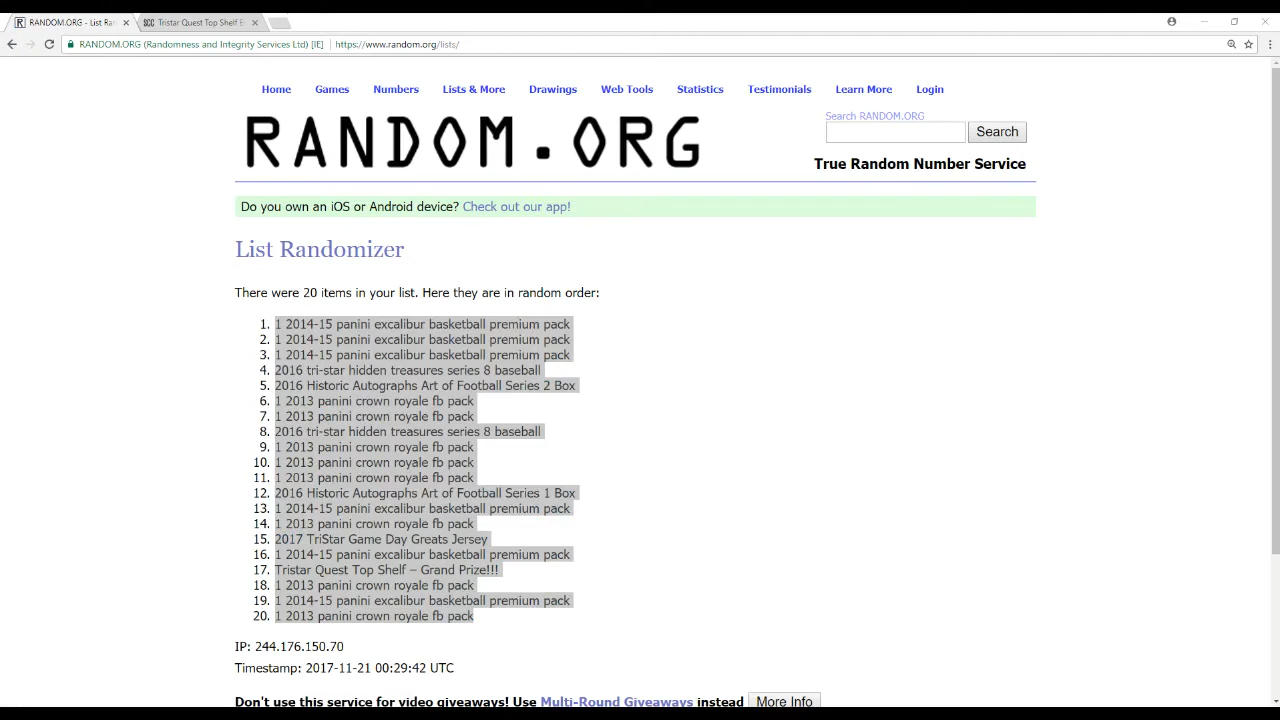 RANDOM.ORG - List Ra
Tristar Quest Top Shelf
RANDOM.ORG (Randomness and Integrity Services Ltd) [IE] https://www.random.org/lists/
Home Games Numbers Lists & More Drawings Web Tools Statistics Testimonials Learn More Login
RANDOM.ORG
Search RANDOM.ORG
Search
True Random Number Service
Do you own an iOS or Android device? Check out our app!
List Randomizer
There were 20 items in your list. Here they are in random order:
1. 1 2014-15 panini excalibur basketball premium pack
2. 1 2014-15 panini excalibur basketball premium pack
3. 1 2014-15 panini excalibur basketball premium pack
4. 2016 tri-star hidden treasures series 8 baseball
5. 2016 Historic Autographs Art of Football Series 2 Box
6. 1 2013 panini crown royale fb pack
7. 1 2013 panini crown royale fb pack
8. 2016 tri-star hidden treasures series 8 baseball
9. 1 2013 panini crown royale fb pack
10. 1 2013 panini crown royale fb pack
11. 1 2013 panini crown royale fb pack
12. 2016 Historic Autographs Art of Football Series 1 Box
13. 1 2014-15 panini excalibur basketball premium pack
14. 1 2013 panini crown royale fb pack
15. 2017 TriStar Game Day Greats Jersey
16. 1 2014-15 panini excalibur basketball premium pack
17. Tristar Quest Top Shelf – Grand Prize!!!
18. 1 2013 panini crown royale fb pack
19. 1 2014-15 panini excalibur basketball premium pack
20. 1 2013 panini crown royale fb pack
IP: 244.176.150.70
Timestamp: 2017-11-21 00:29:42 UTC
Don't use this service for video giveaways! Use Multi-Round Giveaways instead More Info